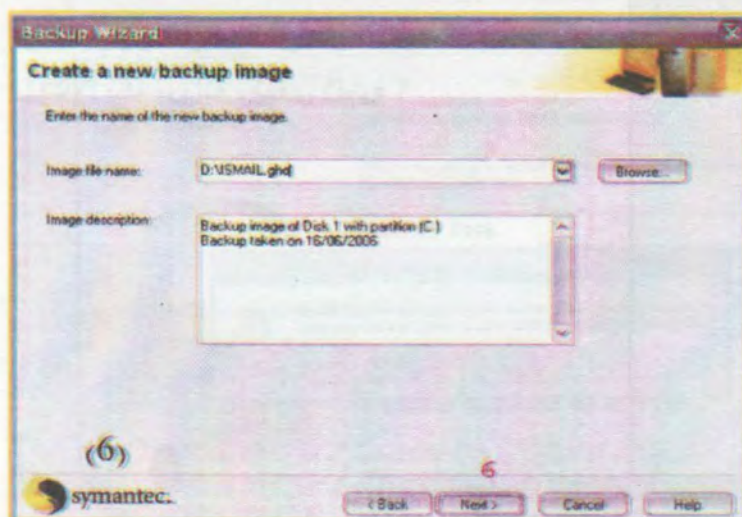 Backup Wizard
Create a new backup image
Enter the name of the new backup image.
Image file name:
D:\ISMAIL.ghd
Browse...
Image description:
Backup image of Disk 1 with partition (C:)
Backup taken on 16/06/2006
(6)
6
symantec.
< Back
Next >
Cancel
Help